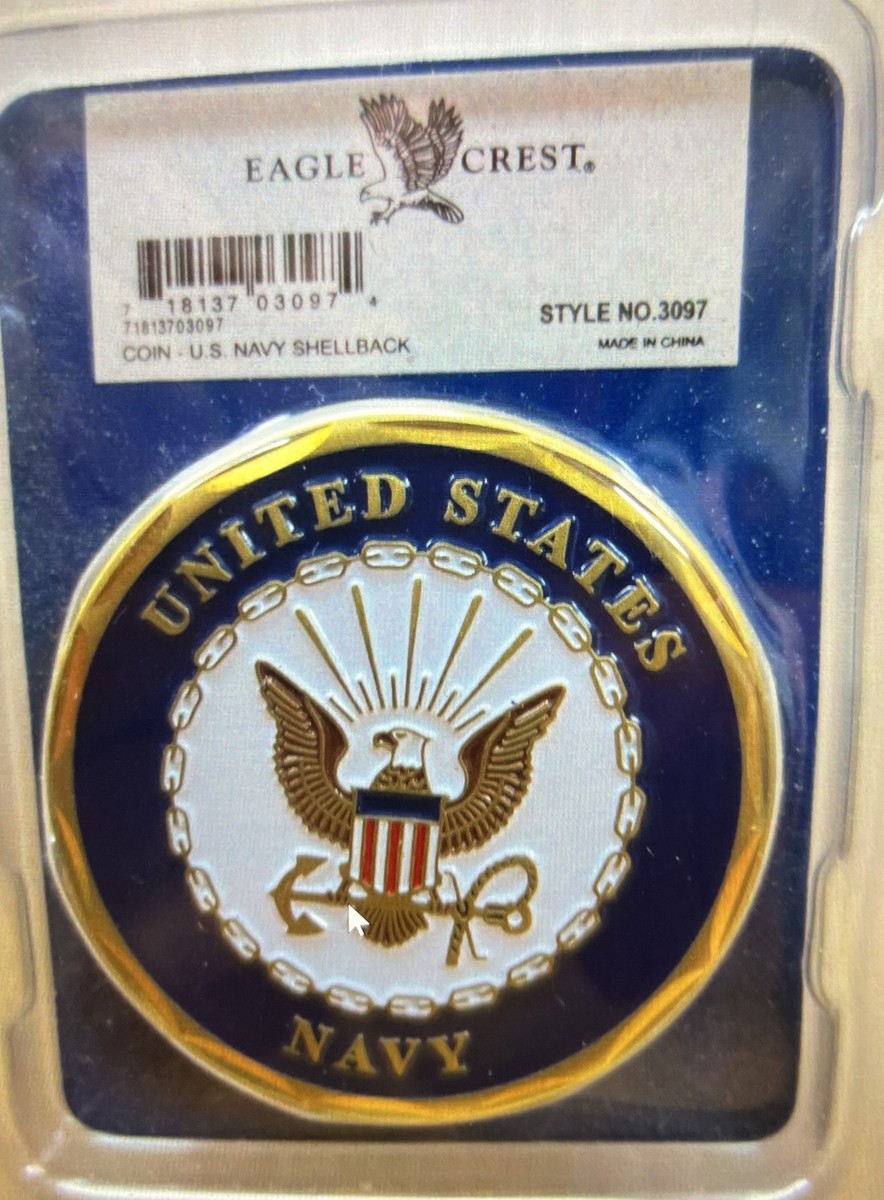 EAGLE CREST®
7 18137 03097 4
71813703097
COIN - U.S. NAVY SHELLBACK
STYLE NO.3097
MADE IN CHINA
UNITED STATES
NAVY